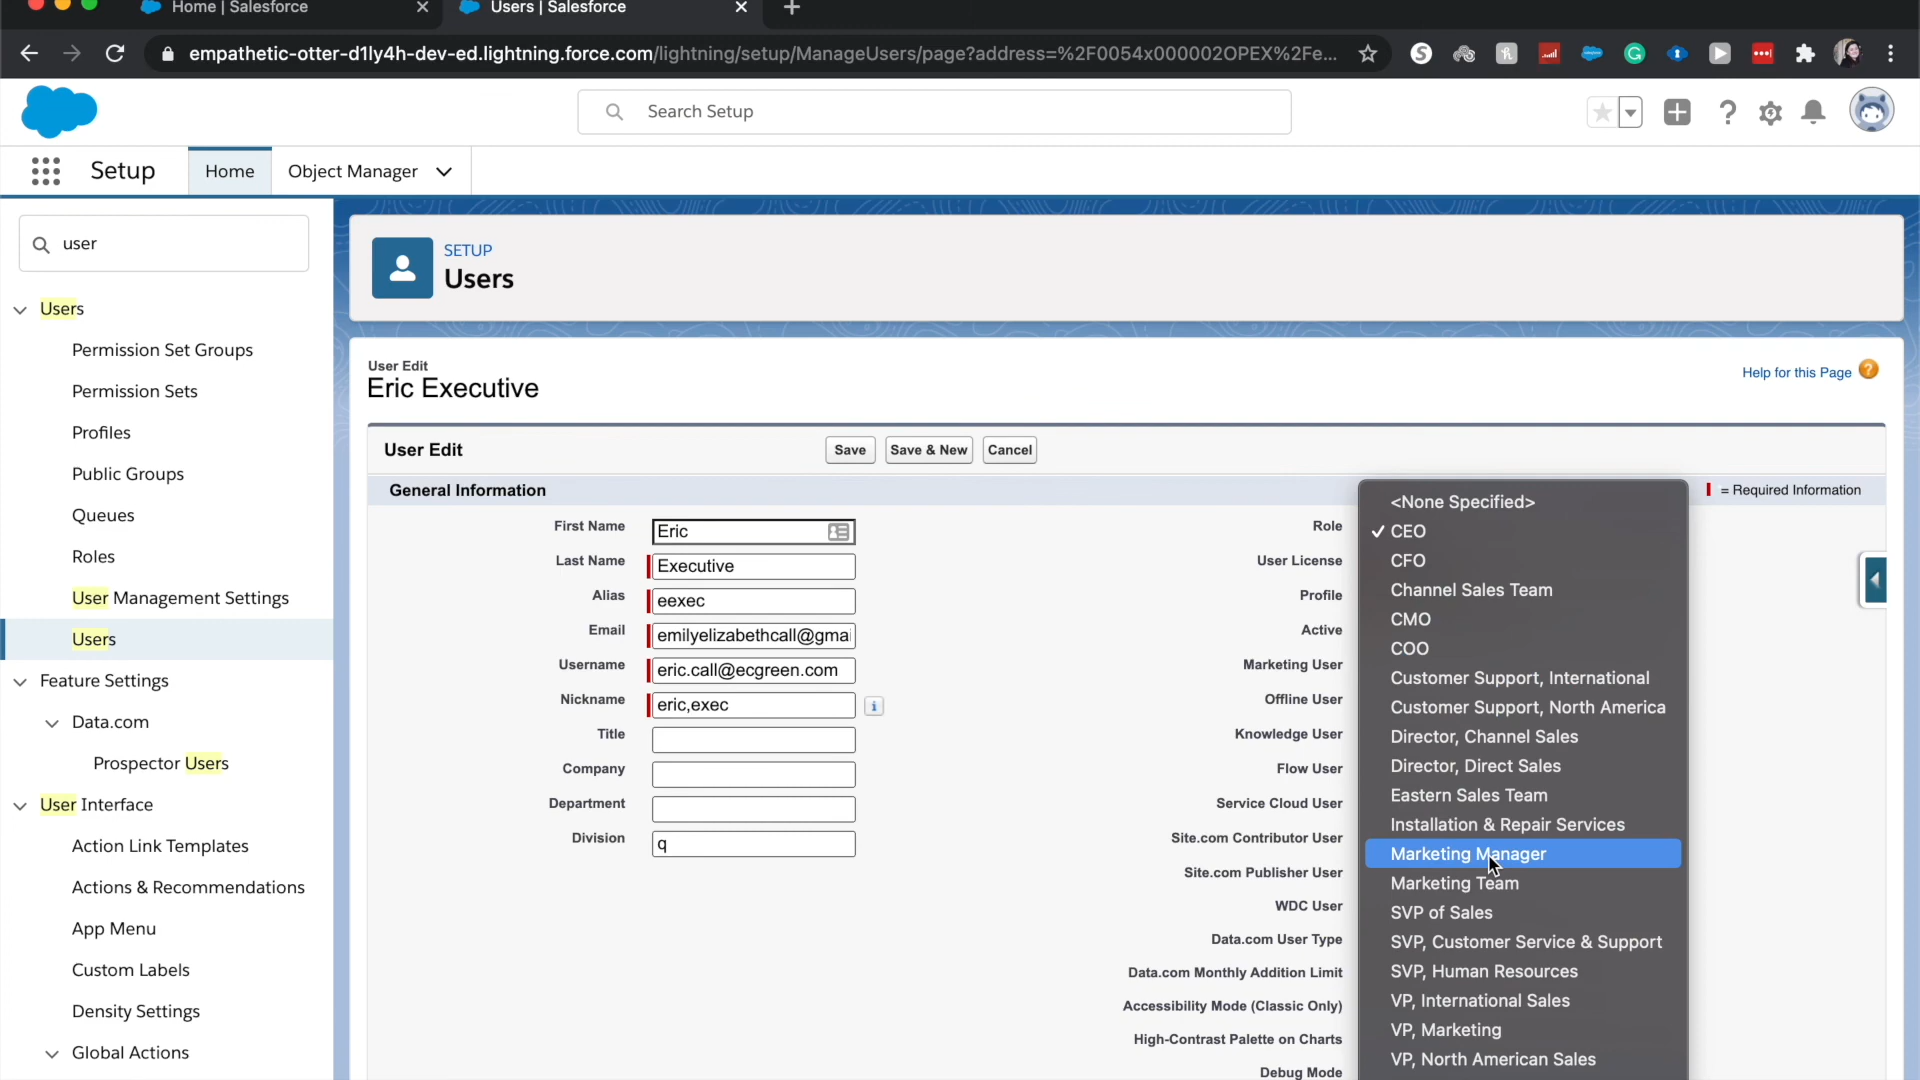 Home | Salesforce
Users | Salesforce
empathetic-otter-d1ly4h-dev-ed.lightning.force.com/lightning/setup/ManageUsers/page?address=%2F0054x000002OPEX%2Fe...
Search Setup
Setup
Home
Object Manager
user
Users
Permission Set Groups
Permission Sets
Profiles
Public Groups
Queues
Roles
User Management Settings
Users
Feature Settings
Data.com
Prospector Users
User Interface
Action Link Templates
Actions & Recommendations
App Menu
Custom Labels
Density Settings
Global Actions
SETUP
Users
User Edit
Eric Executive
Help for this Page
User Edit
Save
Save & New
Cancel
General Information
= Required Information
First Name
Eric
Last Name
Executive
Alias
eexec
Email
emilyelizabethcall@gmai
Username
eric.call@ecgreen.com
Nickname
eric,exec
Title
Company
Department
Division
q
Role
User License
Profile
Active
Marketing User
Offline User
Knowledge User
Flow User
Service Cloud User
Site.com Contributor User
Site.com Publisher User
WDC User
Data.com User Type
Data.com Monthly Addition Limit
Accessibility Mode (Classic Only)
High-Contrast Palette on Charts
Debug Mode
<None Specified>
CEO
CFO
Channel Sales Team
CMO
COO
Customer Support, International
Customer Support, North America
Director, Channel Sales
Director, Direct Sales
Eastern Sales Team
Installation & Repair Services
Marketing Manager
Marketing Team
SVP of Sales
SVP, Customer Service & Support
SVP, Human Resources
VP, International Sales
VP, Marketing
VP, North American Sales